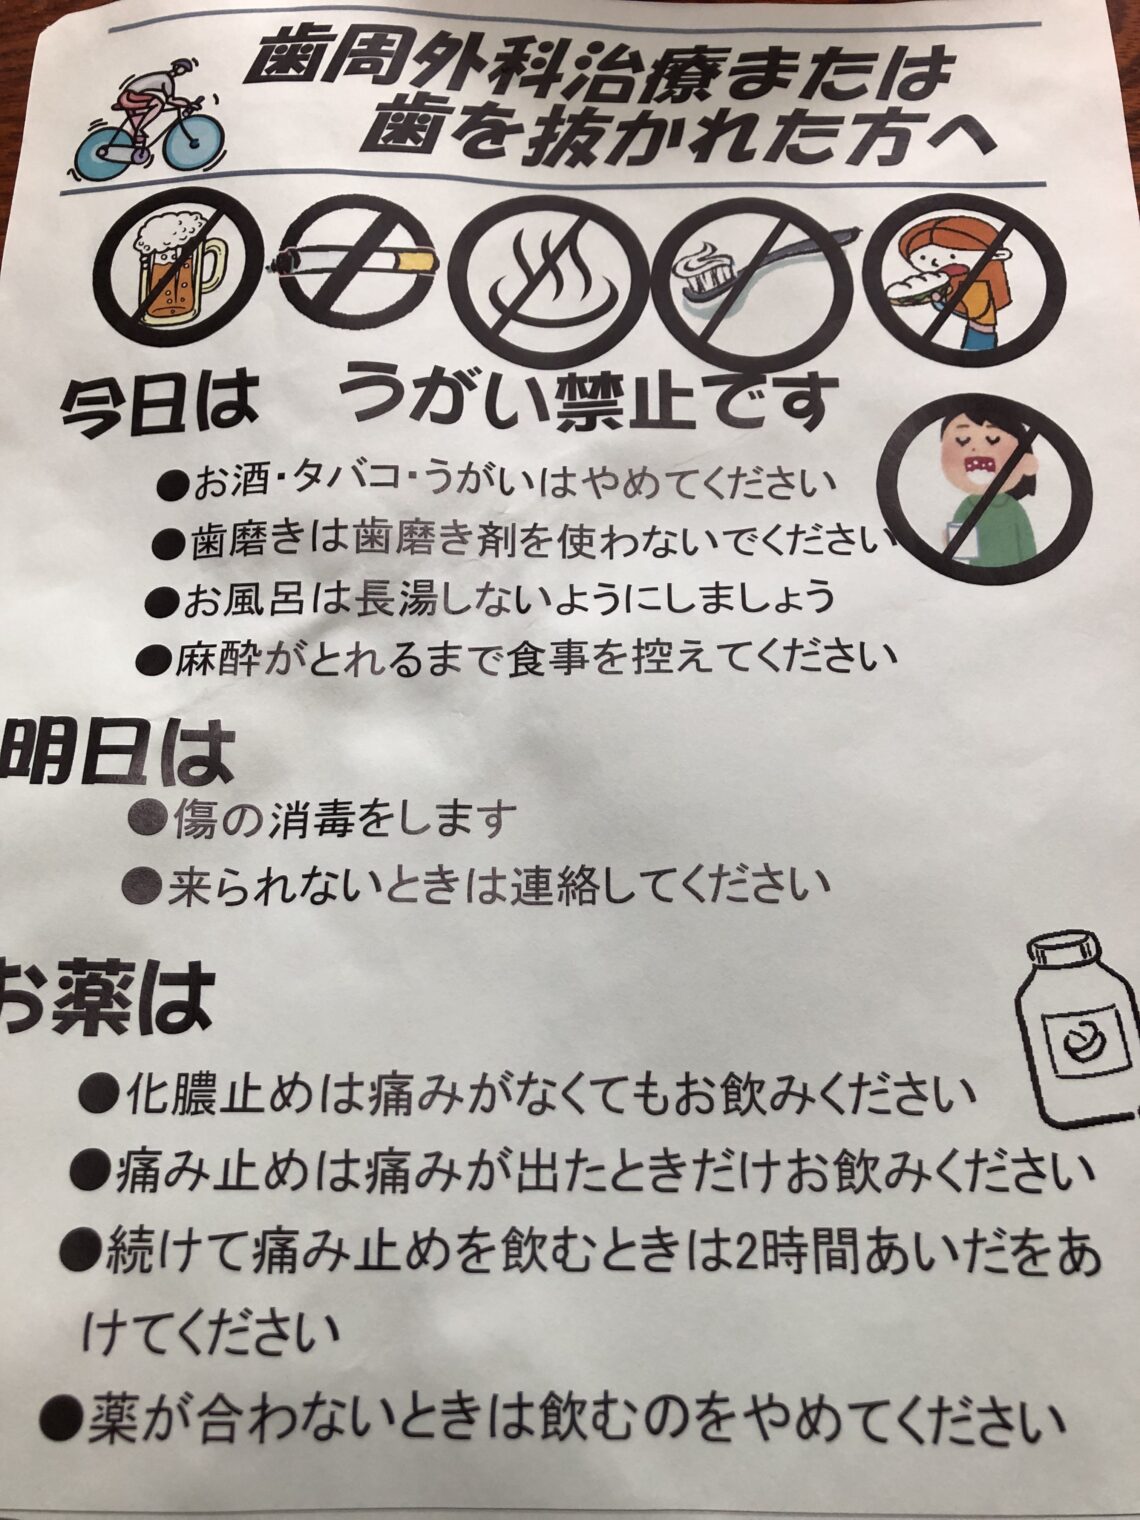 歯周外科治療または
歯を抜かれた方へ
今日は　うがい禁止です
●お酒・タバコ・うがいはやめてください
●歯磨きは歯磨き剤を使わないでください
●お風呂は長湯しないようにしましょう
●麻酔がとれるまで食事を控えてください
明日は
●傷の消毒をします
●来られないときは連絡してください
お薬は
●化膿止めは痛みがなくてもお飲みください
●痛み止めは痛みが出たときだけお飲みください
●続けて痛み止めを飲むときは2時間あいだをあ
けてください
●薬が合わないときは飲むのをやめてください